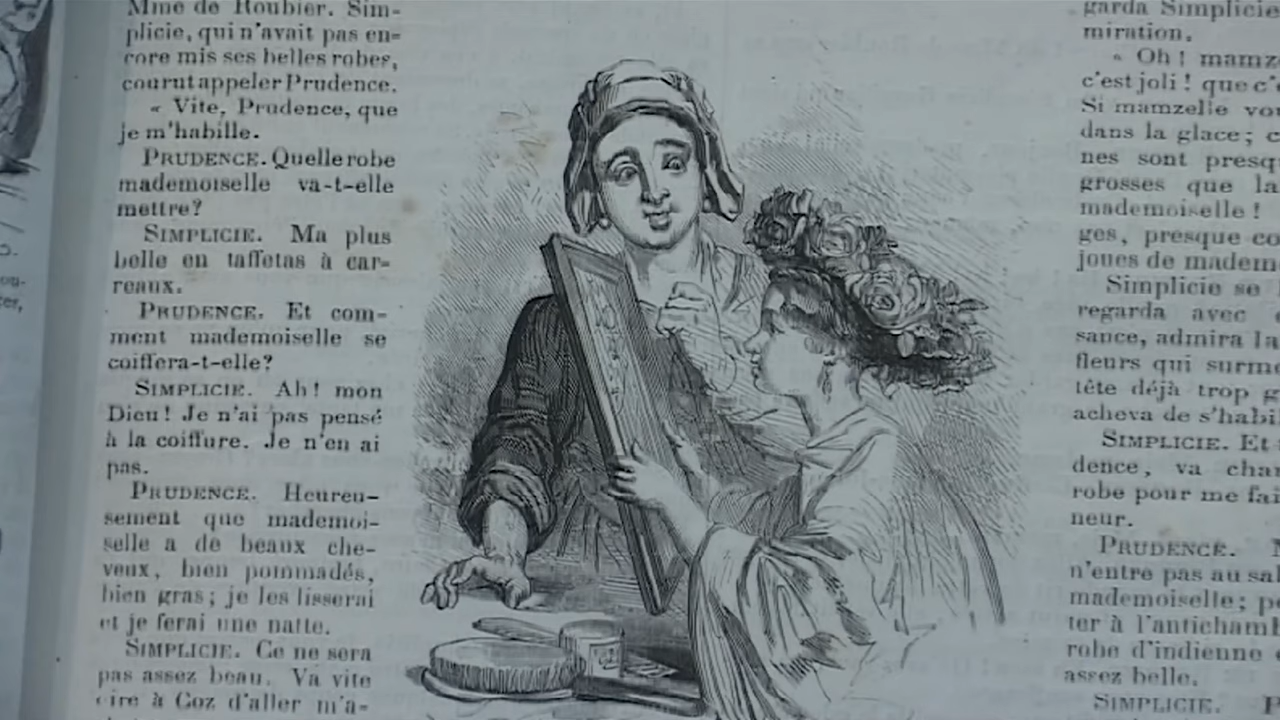 Mme de Roubier. Sim-
plicie, qui n'avait pas en-
core mis ses belles robes,
courut appeler Prudence.
« Vite, Prudence, que
je m'habille.
PRUDENCE. Quelle robe
mademoiselle va-t-elle
mettre?
SIMPLICIE. Ma plus
belle en taffetas à car-
reaux.
PRUDENCE. Et com-
ment mademoiselle se
coiffera-t-elle?
SIMPLICIE. Ah! mon
Dieu! Je n'ai pas pensé
à la coiffure. Je n'en ai
pas.
PRUDENCE. Heureu-
sement que mademoi-
selle a de beaux che-
veux, bien pommadés,
bien gras; je les lisserai
et je ferai une natte.
SIMPLICIE. Ce ne sera
pas assez beau. Va vite
ire à Coz d'aller m'a-
garda Simplicie
miration.
« Oh! mamz
c'est joli! que c'
Si mamzelle vo
dans la glace; c
nes sont presq
grosses que la
mademoiselle!
ges, presque co
joues de madem
Simplicie se
regarda avec
sance, admira la
fleurs qui surm
tête déjà trop g
acheva de s'habi
SIMPLICIE. Et
dence, va cha
robe pour me fai
neur.
PRUDENCE.
n'entre pas au sal
mademoiselle; p
ter à l'antichamb
robe d'indienne
assez belle.
SIMPLICIE.